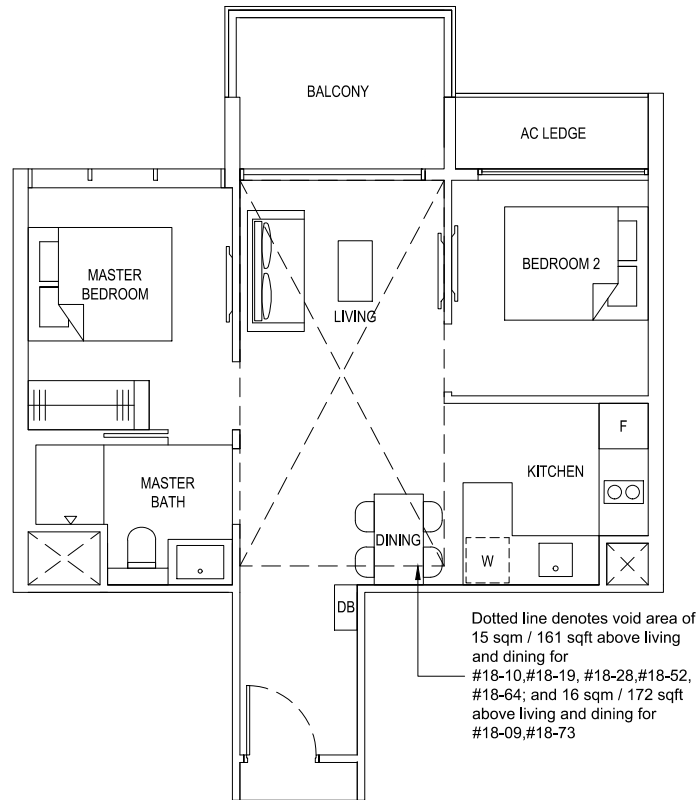 BALCONY
AC LEDGE
MASTER
BEDROOM
BEDROOM 2
LIVING
F
KITCHEN
MASTER
BATH
DINING
W
DB
Dotted line denotes void area of
15 sqm / 161 sqft above living
and dining for
#18-10,#18-19, #18-28,#18-52,
#18-64; and 16 sqm / 172 sqft
above living and dining for
#18-09,#18-73